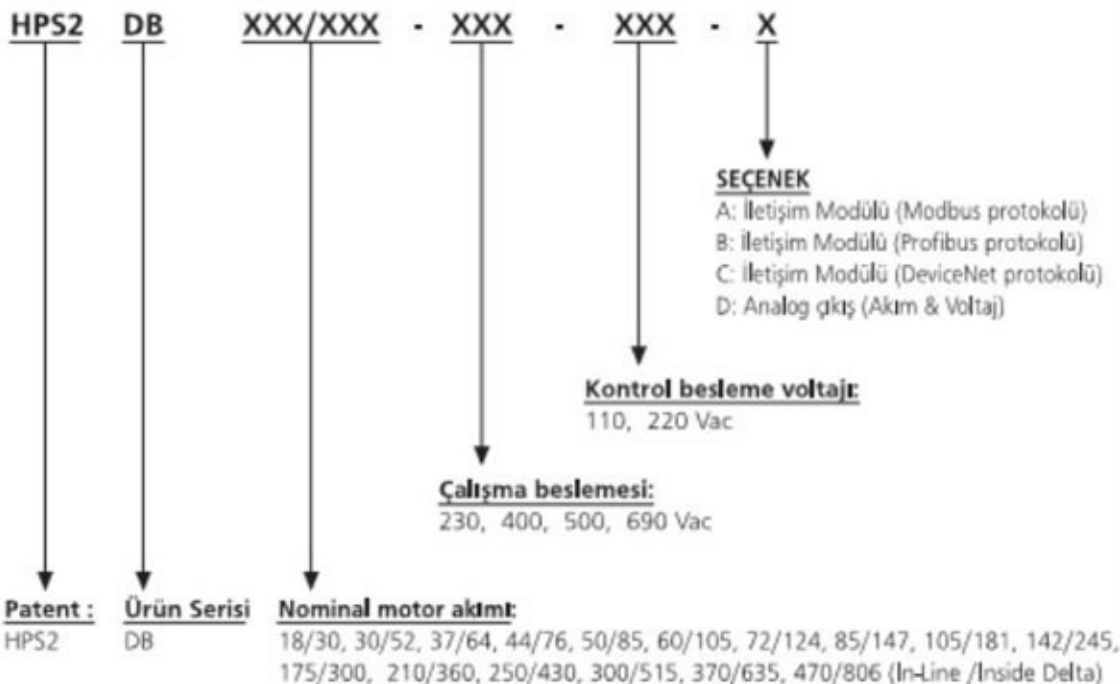 HPS2 DB XXX/XXX - XXX - XXX - X
SEÇENEK
A: İletişim Modülü (Modbus protokolü)
B: İletişim Modülü (Profibus protokolü)
C: İletişim Modülü (DeviceNet protokolü)
D: Analog çıkış (Akım & Voltaj)
Kontrol besleme voltajı:
110, 220 Vac
Çalışma beslemesi:
230, 400, 500, 690 Vac
Patent : Ürün Serisi Nominal motor akımı:
HPS2 DB 18/30, 30/52, 37/64, 44/76, 50/85, 60/105, 72/124, 85/147, 105/181, 142/245,
175/300, 210/360, 250/430, 300/515, 370/635, 470/806 (In-Line /Inside Delta)